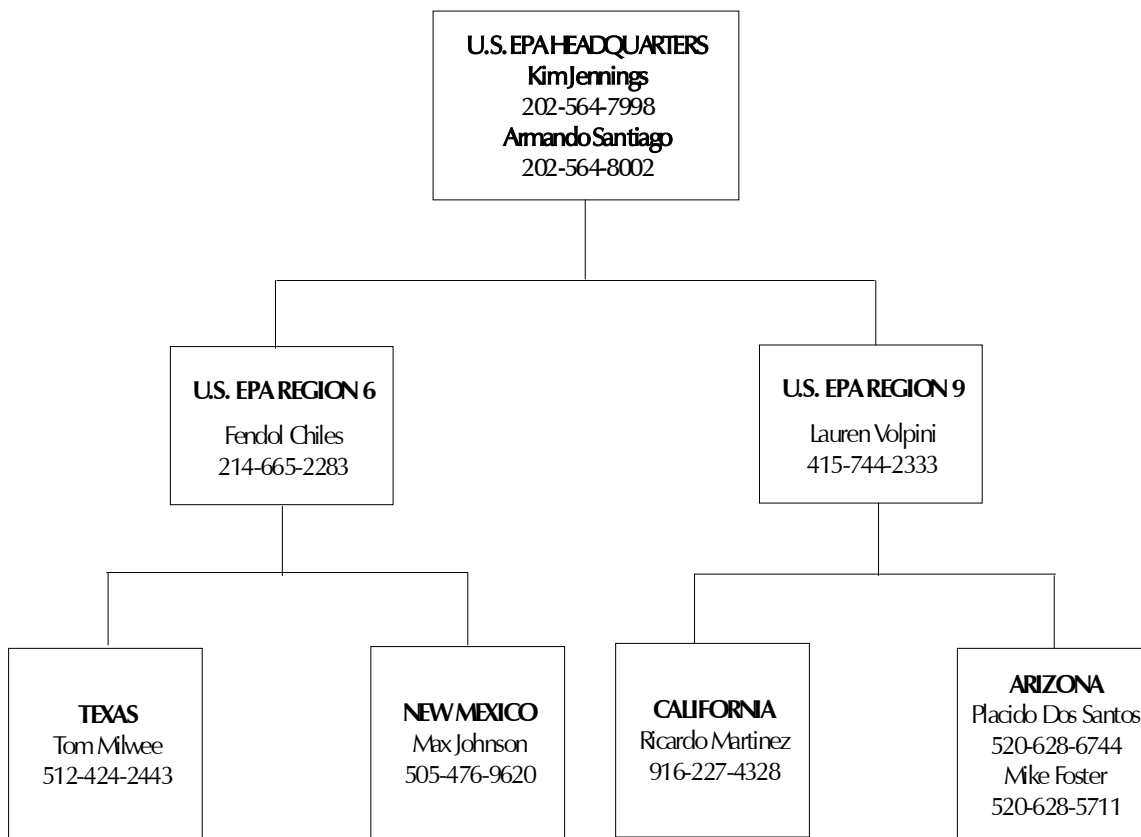 U.S. EPA HEADQUARTERS
Kim Jennings
202-564-7998
Armando Santiago
202-564-8002
U.S. EPA REGION 6
Fendol Chiles
214-665-2283
U.S. EPA REGION 9
Lauren Volpini
415-744-2333
TEXAS
Tom Milwee
512-424-2443
NEW MEXICO
Max Johnson
505-476-9620
CALIFORNIA
Ricardo Martinez
916-227-4328
ARIZONA
Placido Dos Santos
520-628-6744
Mike Foster
520-628-5711